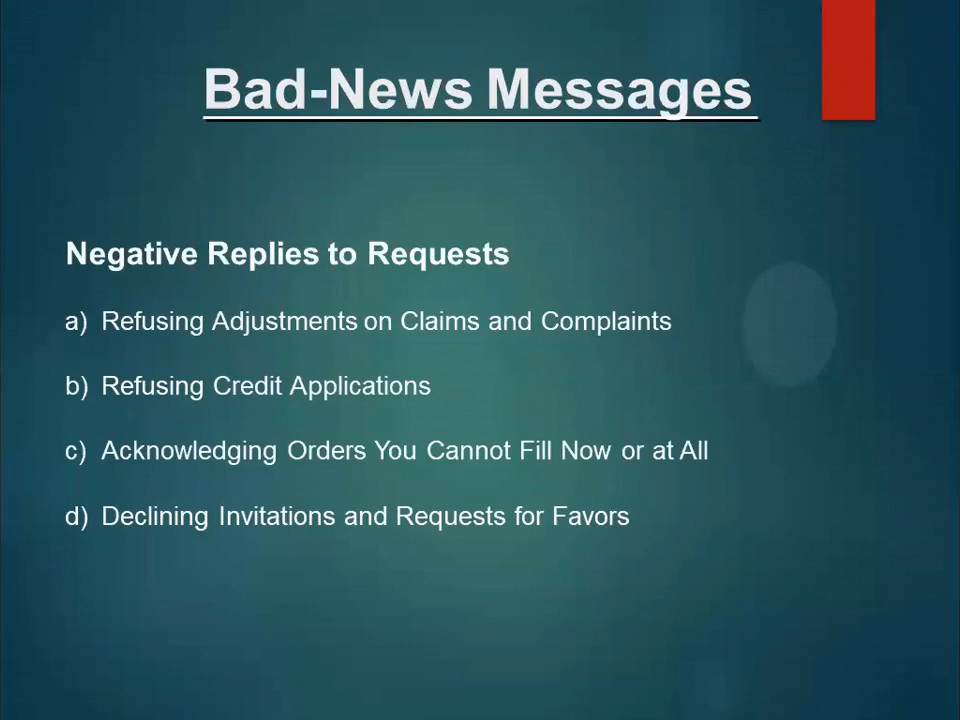 Bad-News Messages
Negative Replies to Requests
a) Refusing Adjustments on Claims and Complaints
b) Refusing Credit Applications
c) Acknowledging Orders You Cannot Fill Now or at All
d) Declining Invitations and Requests for Favors